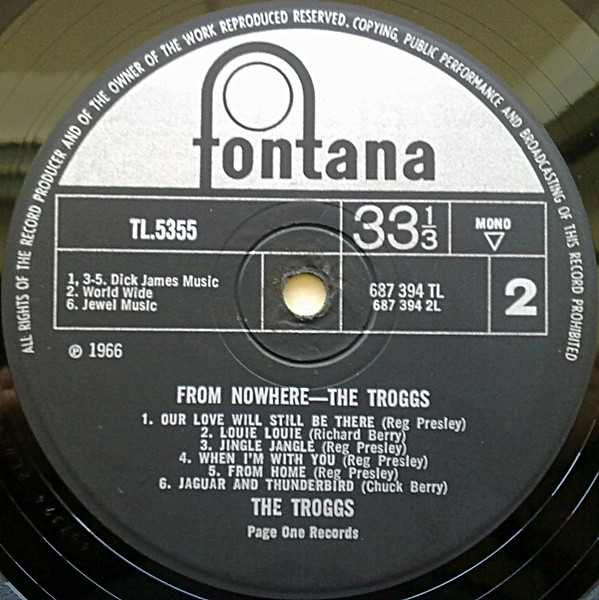 ALL RIGHTS OF THE RECORD PRODUCER AND OF THE OWNER OF THE WORK REPRODUCED RESERVED. COPYING, PUBLIC PERFORMANCE AND BROADCASTING OF THIS RECORD PROHIBITED
fontana
TL.5355
33⅓
MONO
1, 3-5. Dick James Music
2. World Wide
6. Jewel Music
687 394 TL
687 394 2L
2
℗ 1966
FROM NOWHERE—THE TROGGS
1. OUR LOVE WILL STILL BE THERE (Reg Presley)
2. LOUIE LOUIE (Richard Berry)
3. JINGLE JANGLE (Reg Presley)
4. WHEN I'M WITH YOU (Reg Presley)
5. FROM HOME (Reg Presley)
6. JAGUAR AND THUNDERBIRD (Chuck Berry)
THE TROGGS
Page One Records